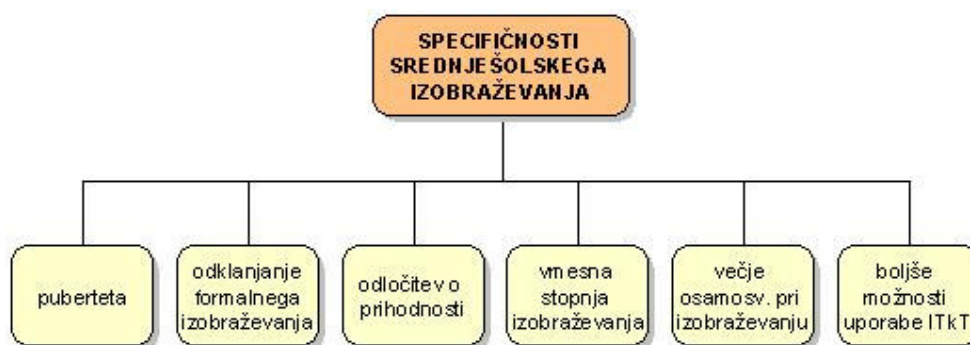 SPECIFIČNOSTI
SREDNJEŠOLSKEGA
IZOBRAŽEVANJA
puberteta
odklanjanje
formalnega
izobraževanja
odločitev o
prihodnosti
vmesna
stopnja
izobraževanja
večje
osamosv. pri
izobraževanju
boljše
možnosti
uporabe ITkT